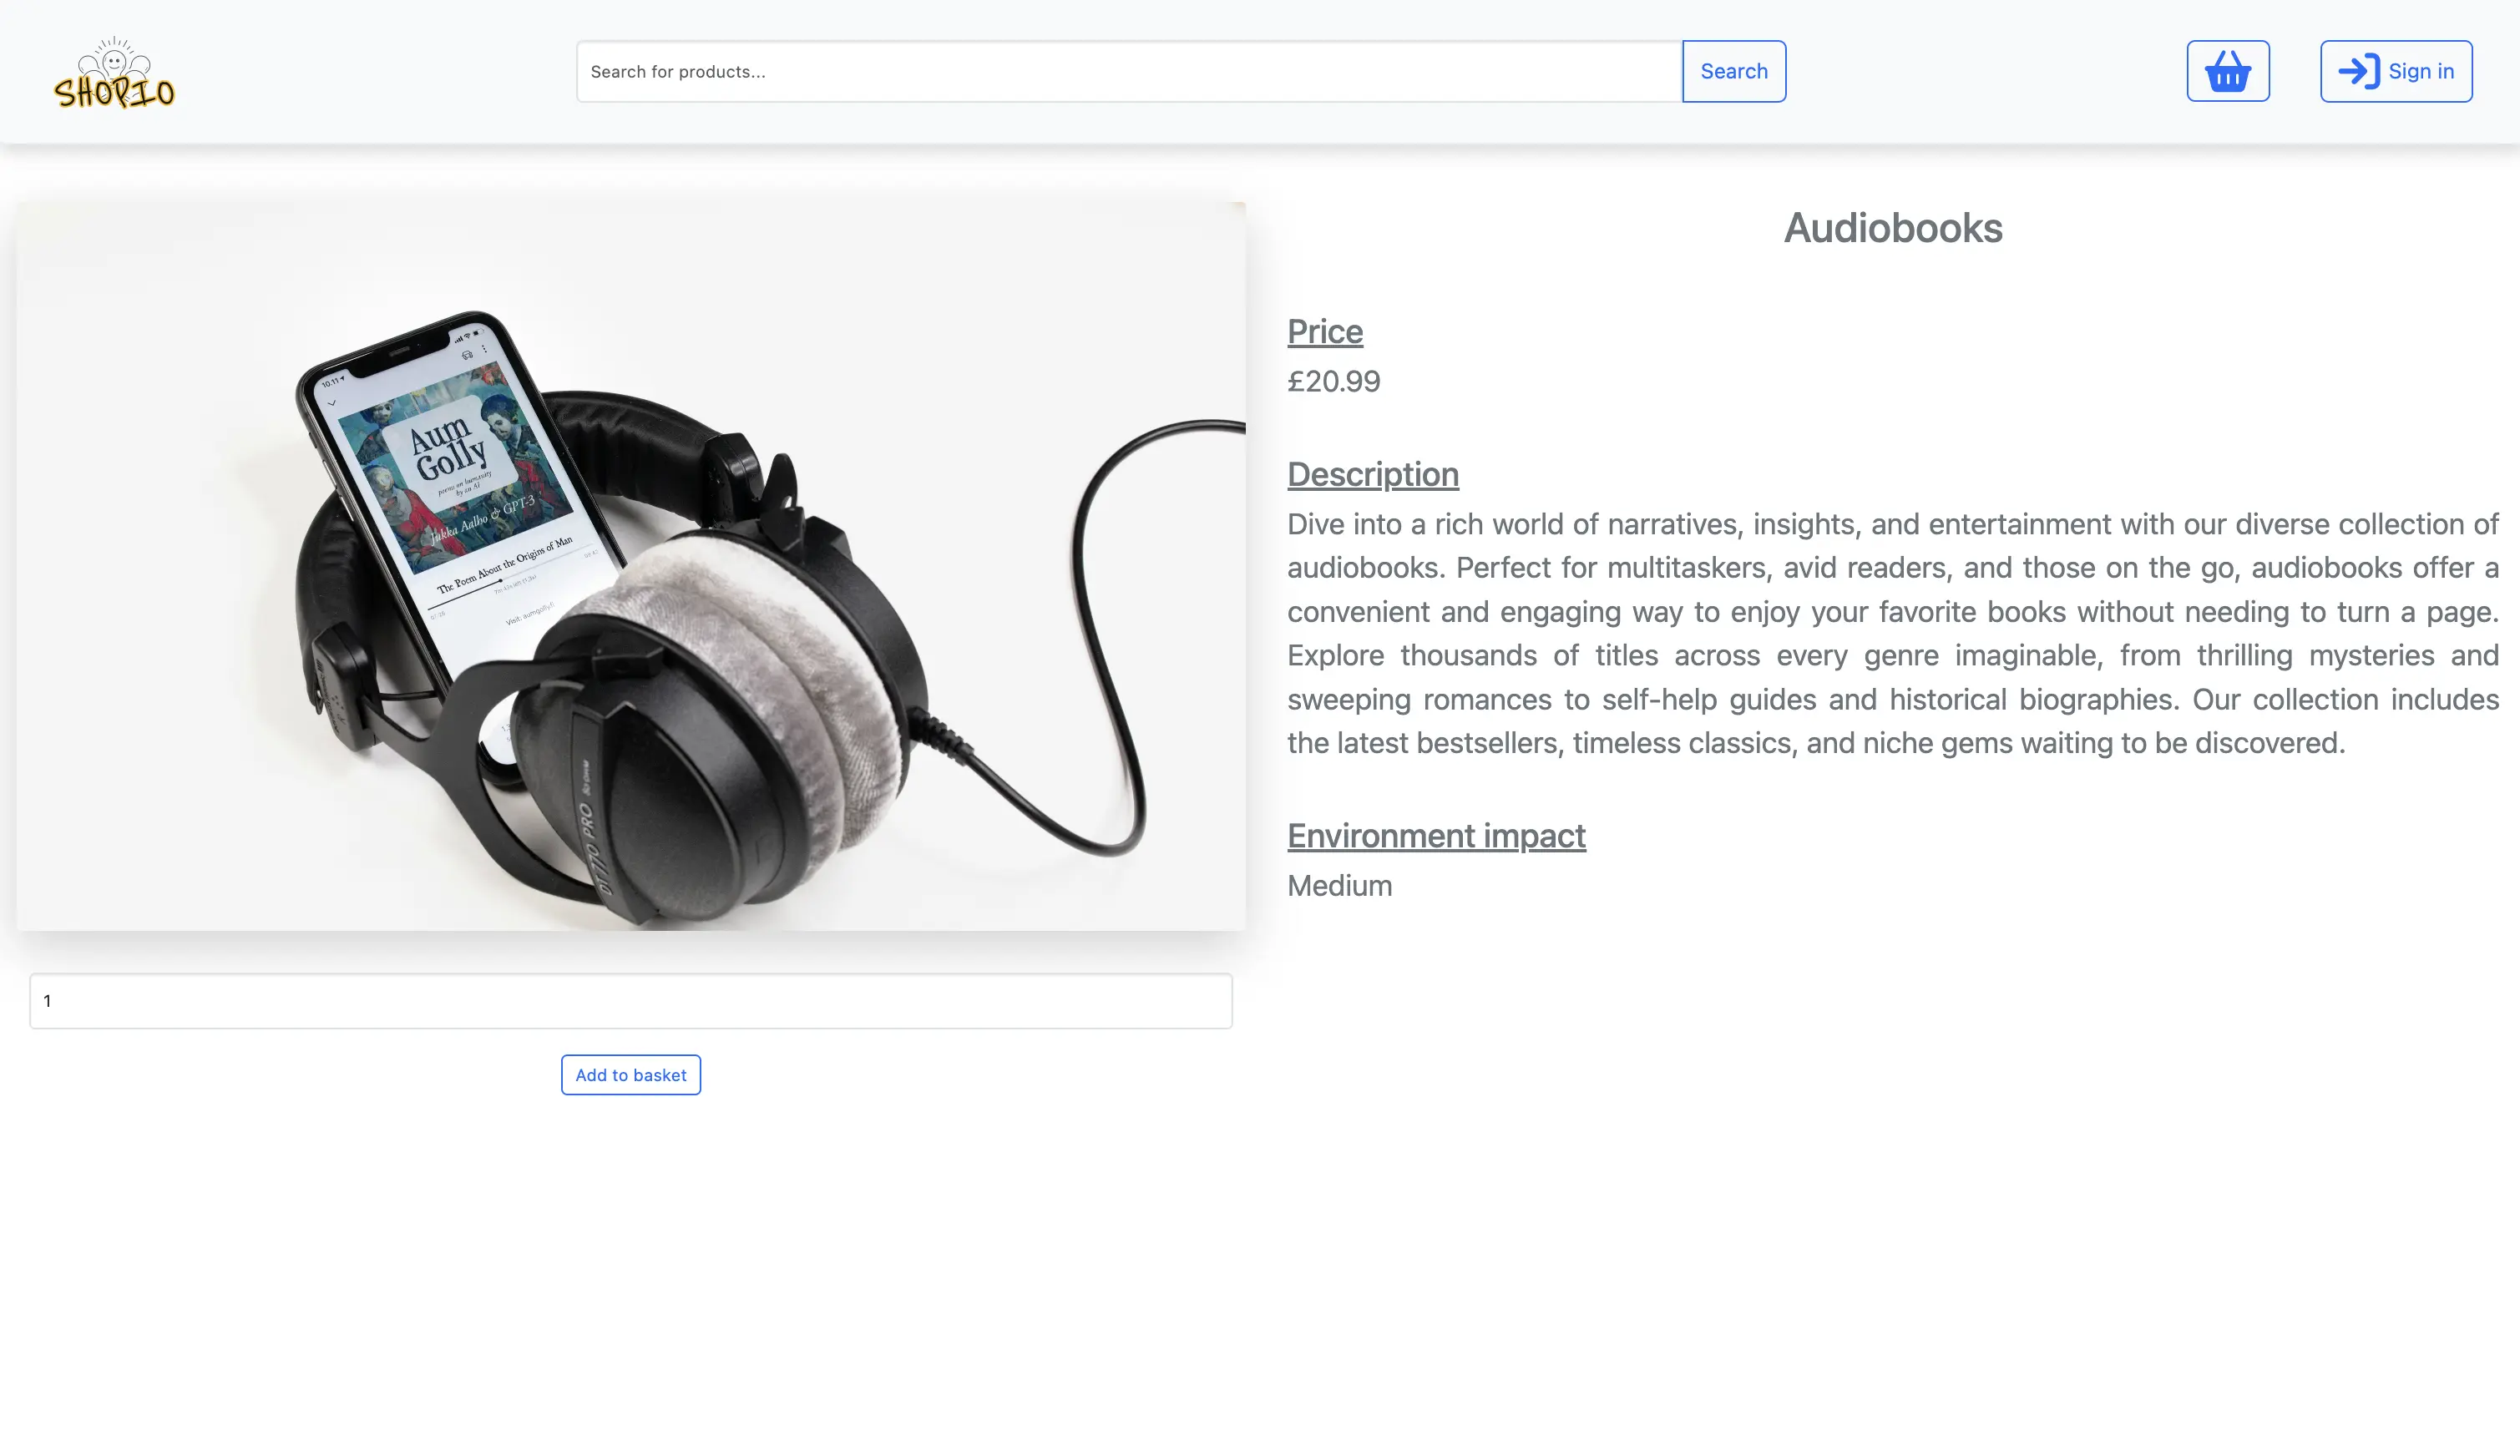 SHOPIO
Search for products...
Search
Sign in
Audiobooks
Price
£20.99
Description
Dive into a rich world of narratives, insights, and entertainment with our diverse collection of
audiobooks. Perfect for multitaskers, avid readers, and those on the go, audiobooks offer a
convenient and engaging way to enjoy your favorite books without needing to turn a page.
Explore thousands of titles across every genre imaginable, from thrilling mysteries and
sweeping romances to self-help guides and historical biographies. Our collection includes
the latest bestsellers, timeless classics, and niche gems waiting to be discovered.
Environment impact
Medium
10:11
Aum
Golly
poems on humanity
by an AI
Jukka Aalho & GPT-3
The Poem About the Origins of Man
Visit: aumgolly.fi
DT 770 PRO
80 OHM
1
Add to basket